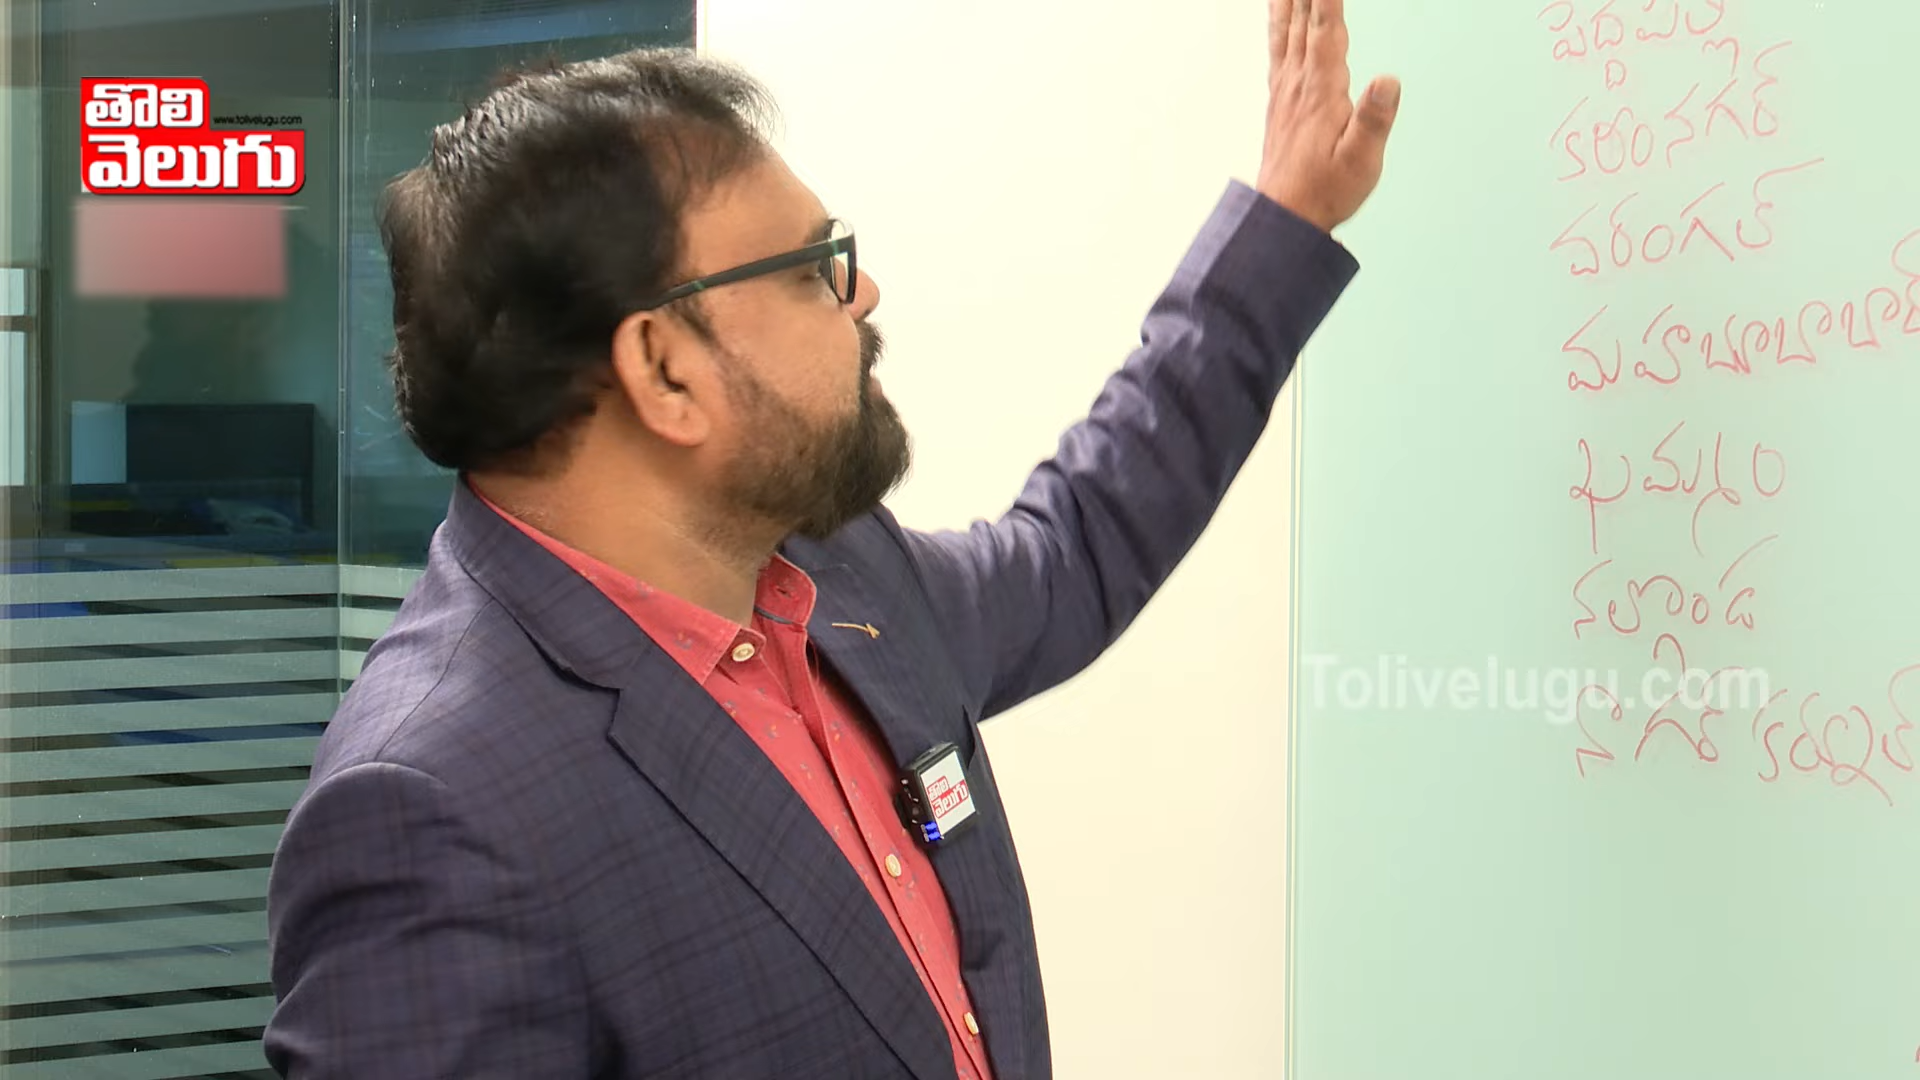 తొలి
www.tolivelugu.com
వెలుగు
పెద్దపల్లి
కరీంనగర్
వరంగల్
మహబూబాబాద్
ఖమ్మం
నల్గొండ
Tolivelugu.com
నాగర్ కర్నూల్
తొలి
వెలుగు